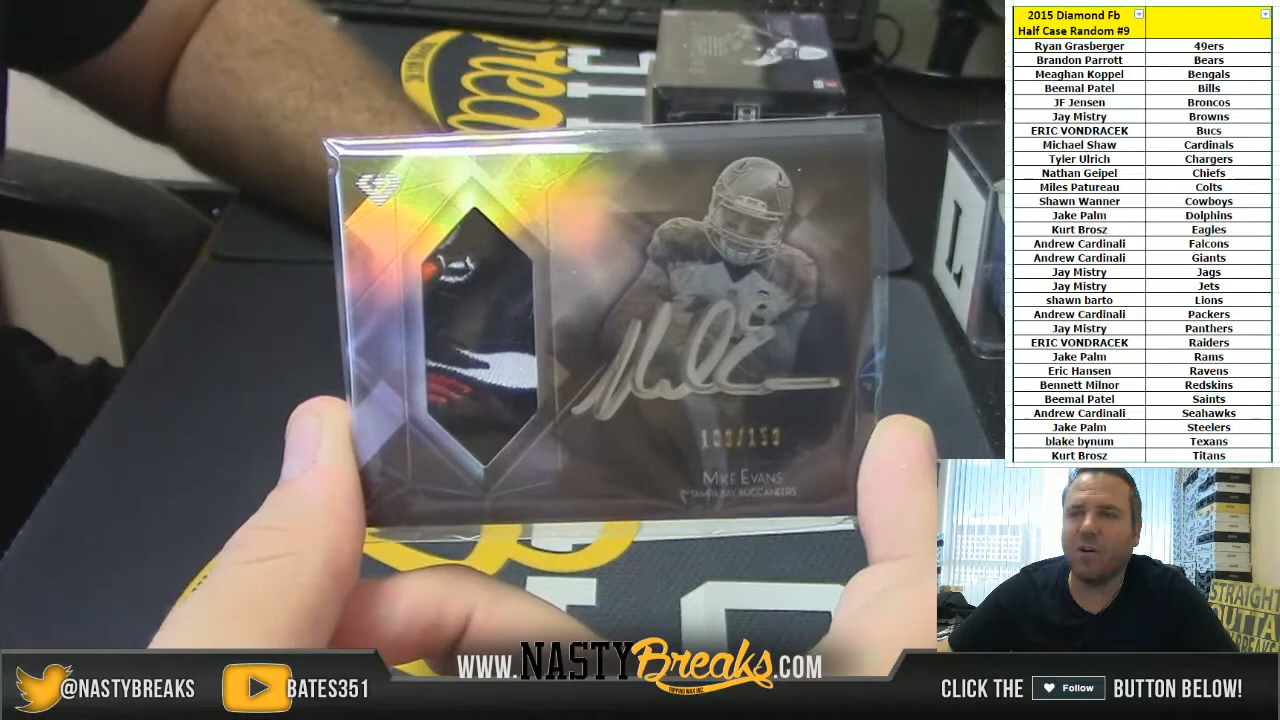 2015 Diamond Fb
Half Case Random #9
Ryan Grasberger 49ers
Brandon Parrott Bears
Meaghan Koppel Bengals
Beemal Patel Bills
JF Jensen Broncos
Jay Mistry Browns
ERIC VONDRACEK Bucs
Michael Shaw Cardinals
Tyler Ulrich Chargers
Nathan Geipel Chiefs
Miles Patureau Colts
Shawn Wanner Cowboys
Jake Palm Dolphins
Kurt Brosz Eagles
Andrew Cardinali Falcons
Andrew Cardinali Giants
Jay Mistry Jags
Jay Mistry Jets
shawn barto Lions
Andrew Cardinali Packers
Jay Mistry Panthers
ERIC VONDRACEK Raiders
Jake Palm Rams
Eric Hansen Ravens
Bennett Milnor Redskins
Beemal Patel Saints
Andrew Cardinali Seahawks
Jake Palm Steelers
blake bynum Texans
Kurt Brosz Titans
L
MIKE EVANS
TAMPA BAY BUCCANEERS
STRAIGHT
OUTTA
WWW.NASTYBreaks.COM
RIPPING WAX INC.
@NASTYBREAKS
BATES351
CLICK THE Follow BUTTON BELOW!